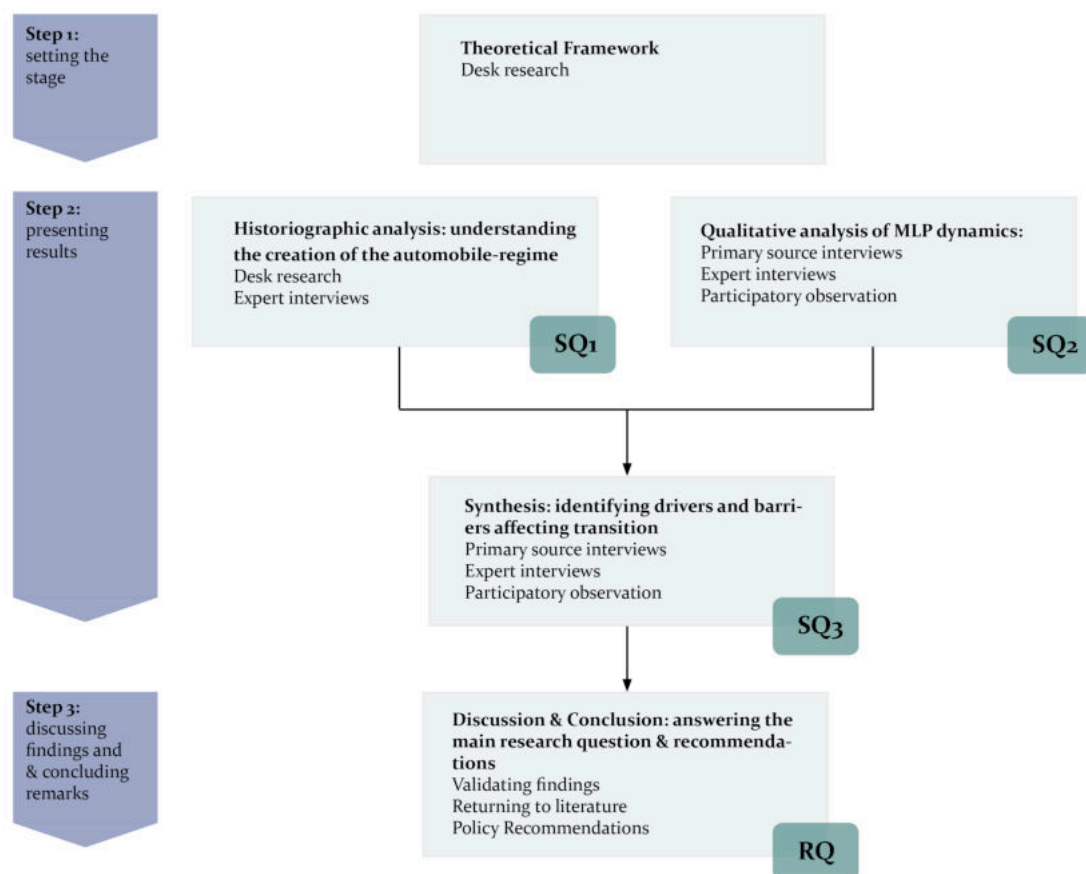 Step 1:
setting the
stage
Theoretical Framework
Desk research
Step 2:
presenting
results
Historiographic analysis: understanding
the creation of the automobile-regime
Desk research
Expert interviews
SQ1
Qualitative analysis of MLP dynamics:
Primary source interviews
Expert interviews
Participatory observation
SQ2
Synthesis: identifying drivers and barri-
ers affecting transition
Primary source interviews
Expert interviews
Participatory observation
SQ3
Step 3:
discussing
findings and
& concluding
remarks
Discussion & Conclusion: answering the
main research question & recommenda-
tions
Validating findings
Returning to literature
Policy Recommendations
RQ